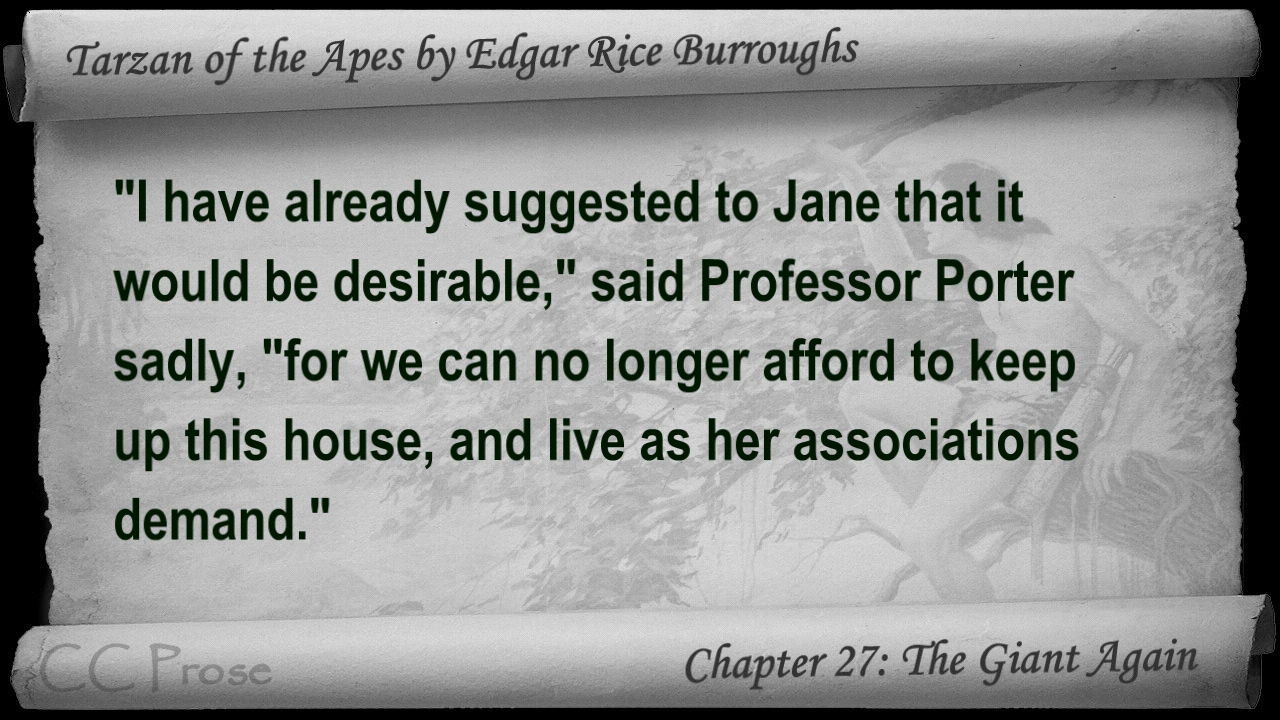 Tarzan of the Apes by Edgar Rice Burroughs
"I have already suggested to Jane that it
would be desirable," said Professor Porter
sadly, "for we can no longer afford to keep
up this house, and live as her associations
demand."
CC Prose
Chapter 27: The Giant Again